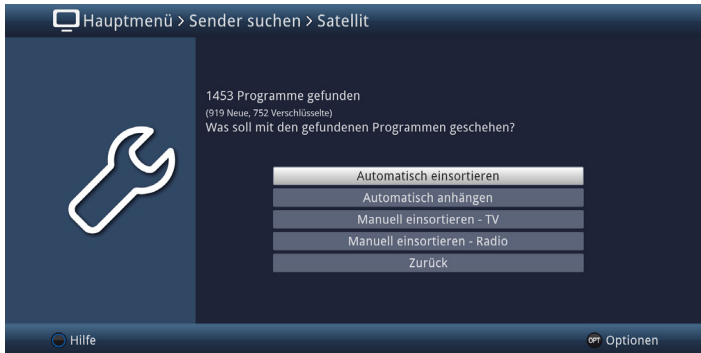 Hauptmenü > Sender suchen > Satellit
1453 Programme gefunden
(919 Neue, 752 Verschlüsselte)
Was soll mit den gefundenen Programmen geschehen?
Automatisch einsortieren
Automatisch anhängen
Manuell einsortieren - TV
Manuell einsortieren - Radio
Zurück
Hilfe
OPT Optionen